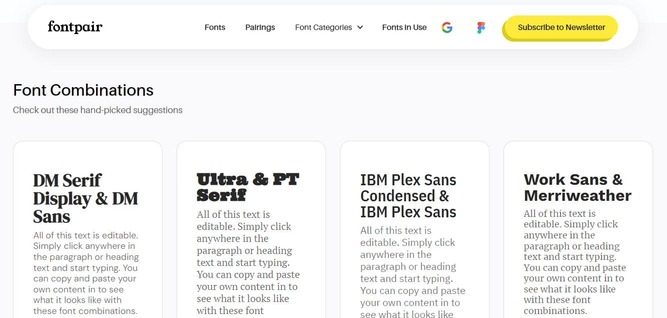 fontpair
Fonts
Pairings
Font Categories
Fonts in Use
Subscribe to Newsletter
Font Combinations
Check out these hand-picked suggestions
DM Serif
Display & DM
Sans
All of this text is
editable. Simply click
anywhere in
the paragraph or heading
text and start typing. You
can copy and paste your
own content in to see
what it looks like with
these font combinations.
Ultra & PT
Serif
All of this text is
editable. Simply click
anywhere in the
paragraph or heading
text and start typing.
You can copy and paste
your own content in to
see what it looks like
with these font
IBM Plex Sans
Condensed &
IBM Plex Sans
All of this text is
editable. Simply click
anywhere in the
paragraph or heading
text and start typing.
You can copy and paste
your own content in to
see what it looks like
Work Sans &
Merriweather
All of this text is
editable. Simply click
anywhere in the
paragraph or heading
text and start typing.
You can copy and paste
your own content in to
see what it looks like
with these font
combinations.